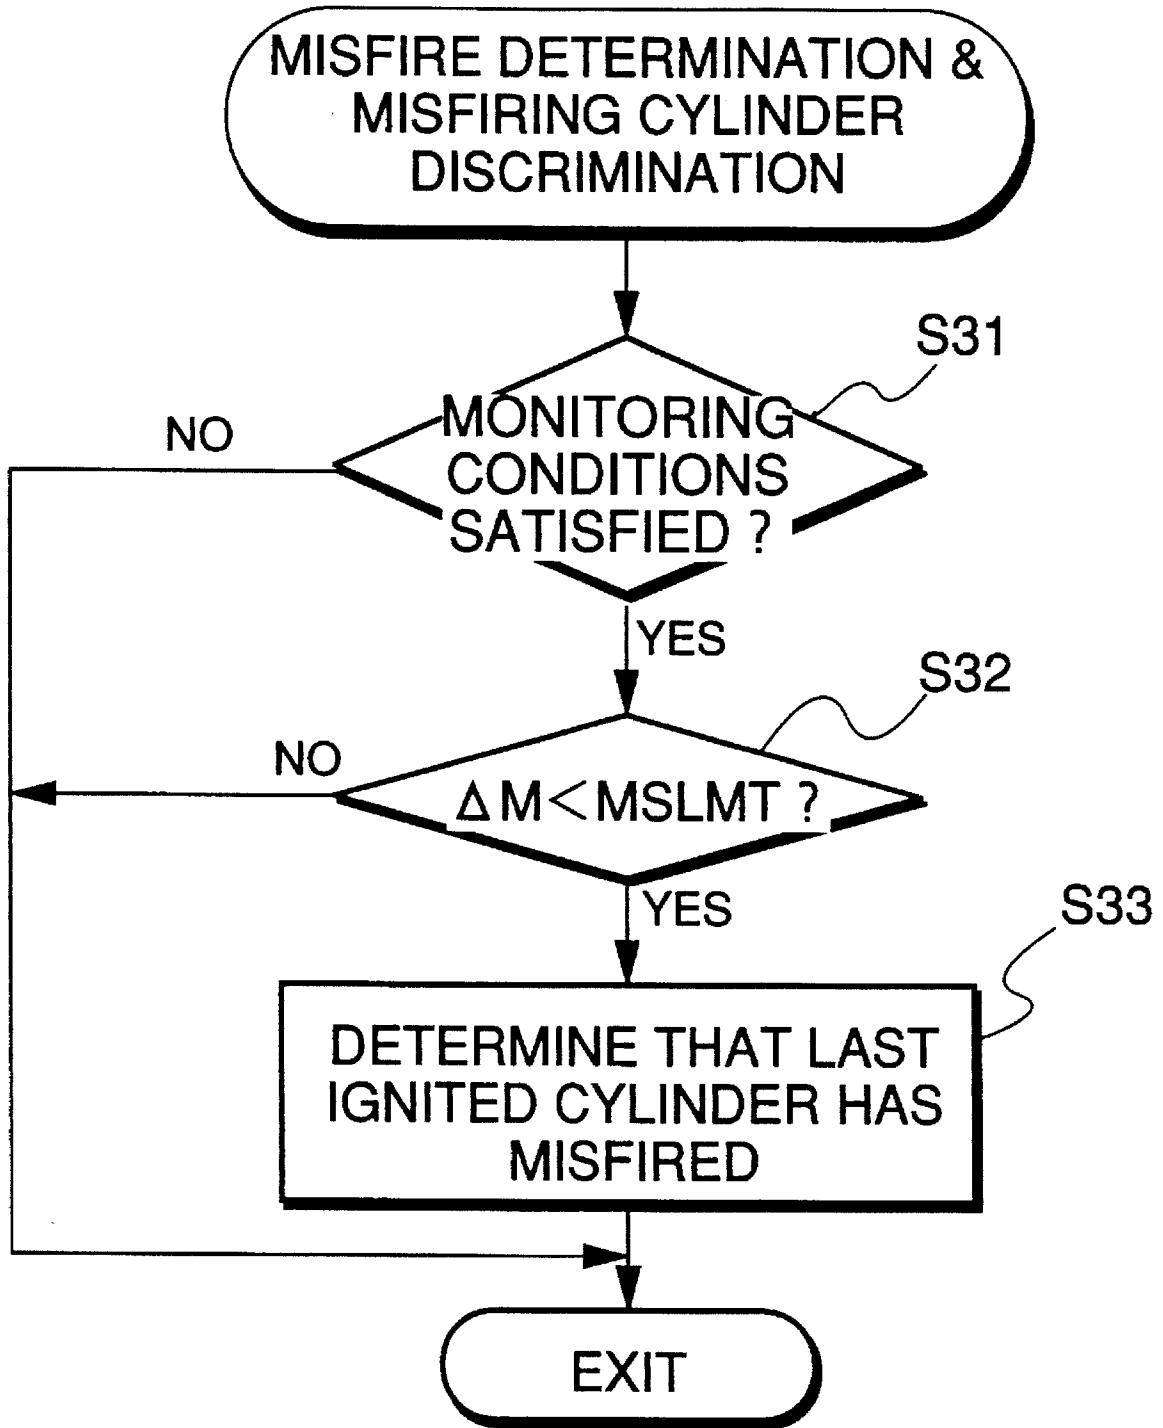 MISFIRE DETERMINATION &
MISFIRING CYLINDER
DISCRIMINATION
S31
NO
MONITORING
CONDITIONS
SATISFIED ?
YES
S32
NO
ΔM<MSLMT ?
YES
S33
DETERMINE THAT LAST
IGNITED CYLINDER HAS
MISFIRED
EXIT